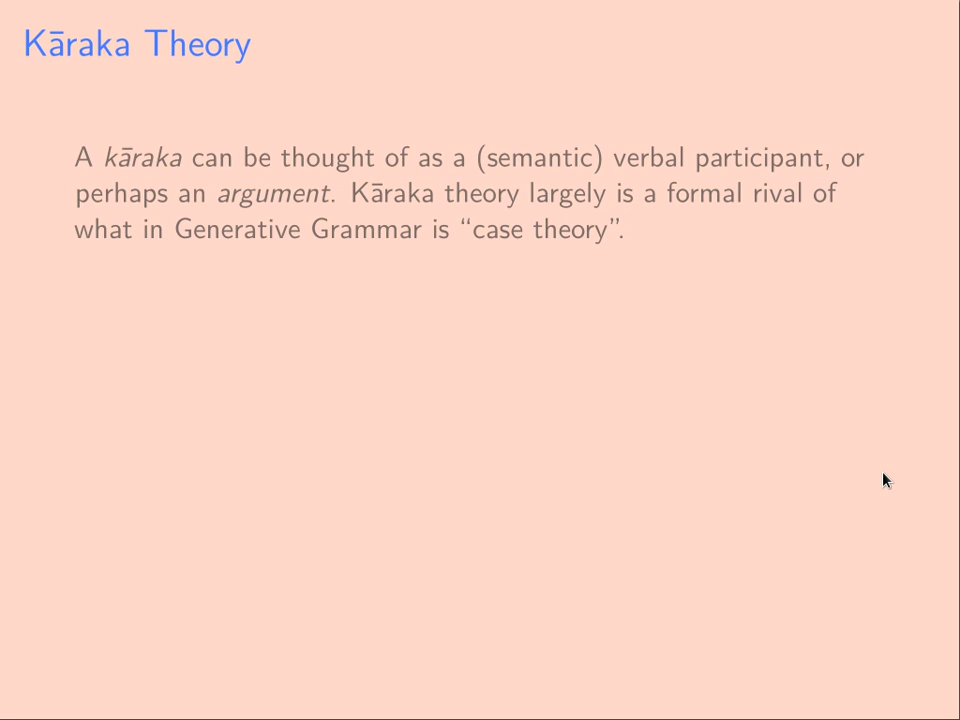 Kāraka Theory
A kāraka can be thought of as a (semantic) verbal participant, or
perhaps an argument. Kāraka theory largely is a formal rival of
what in Generative Grammar is “case theory”.